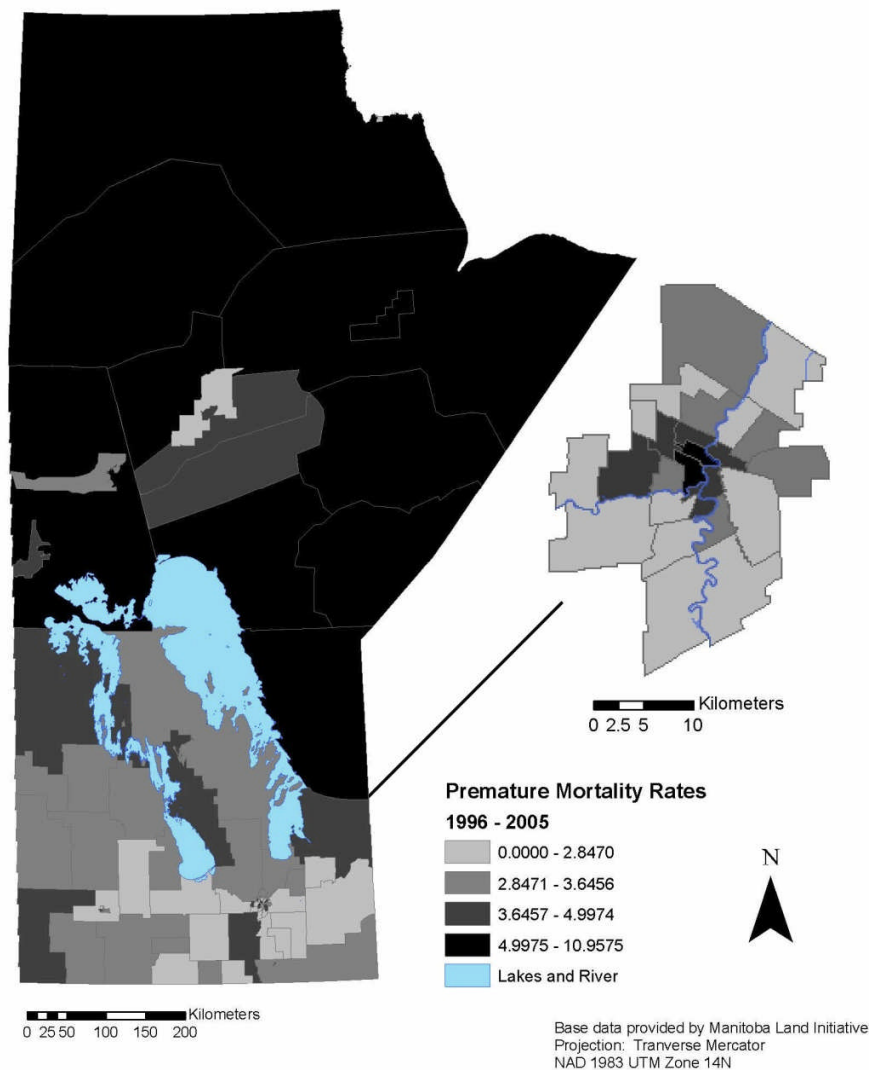 Kilometers
0 2.5 5 10
Premature Mortality Rates
1996 - 2005
0.0000 - 2.8470
2.8471 - 3.6456
3.6457 - 4.9974
4.9975 - 10.9575
Lakes and River
N
Kilometers
0 25 50 100 150 200
Base data provided by Manitoba Land Initiative
Projection: Tranverse Mercator
NAD 1983 UTM Zone 14N